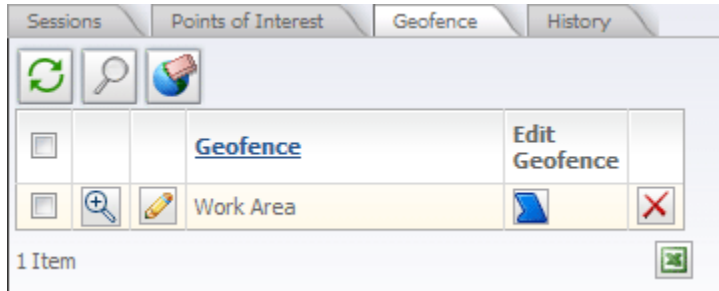 Sessions Points of Interest Geofence History
Geofence Edit Geofence
Work Area
1 Item